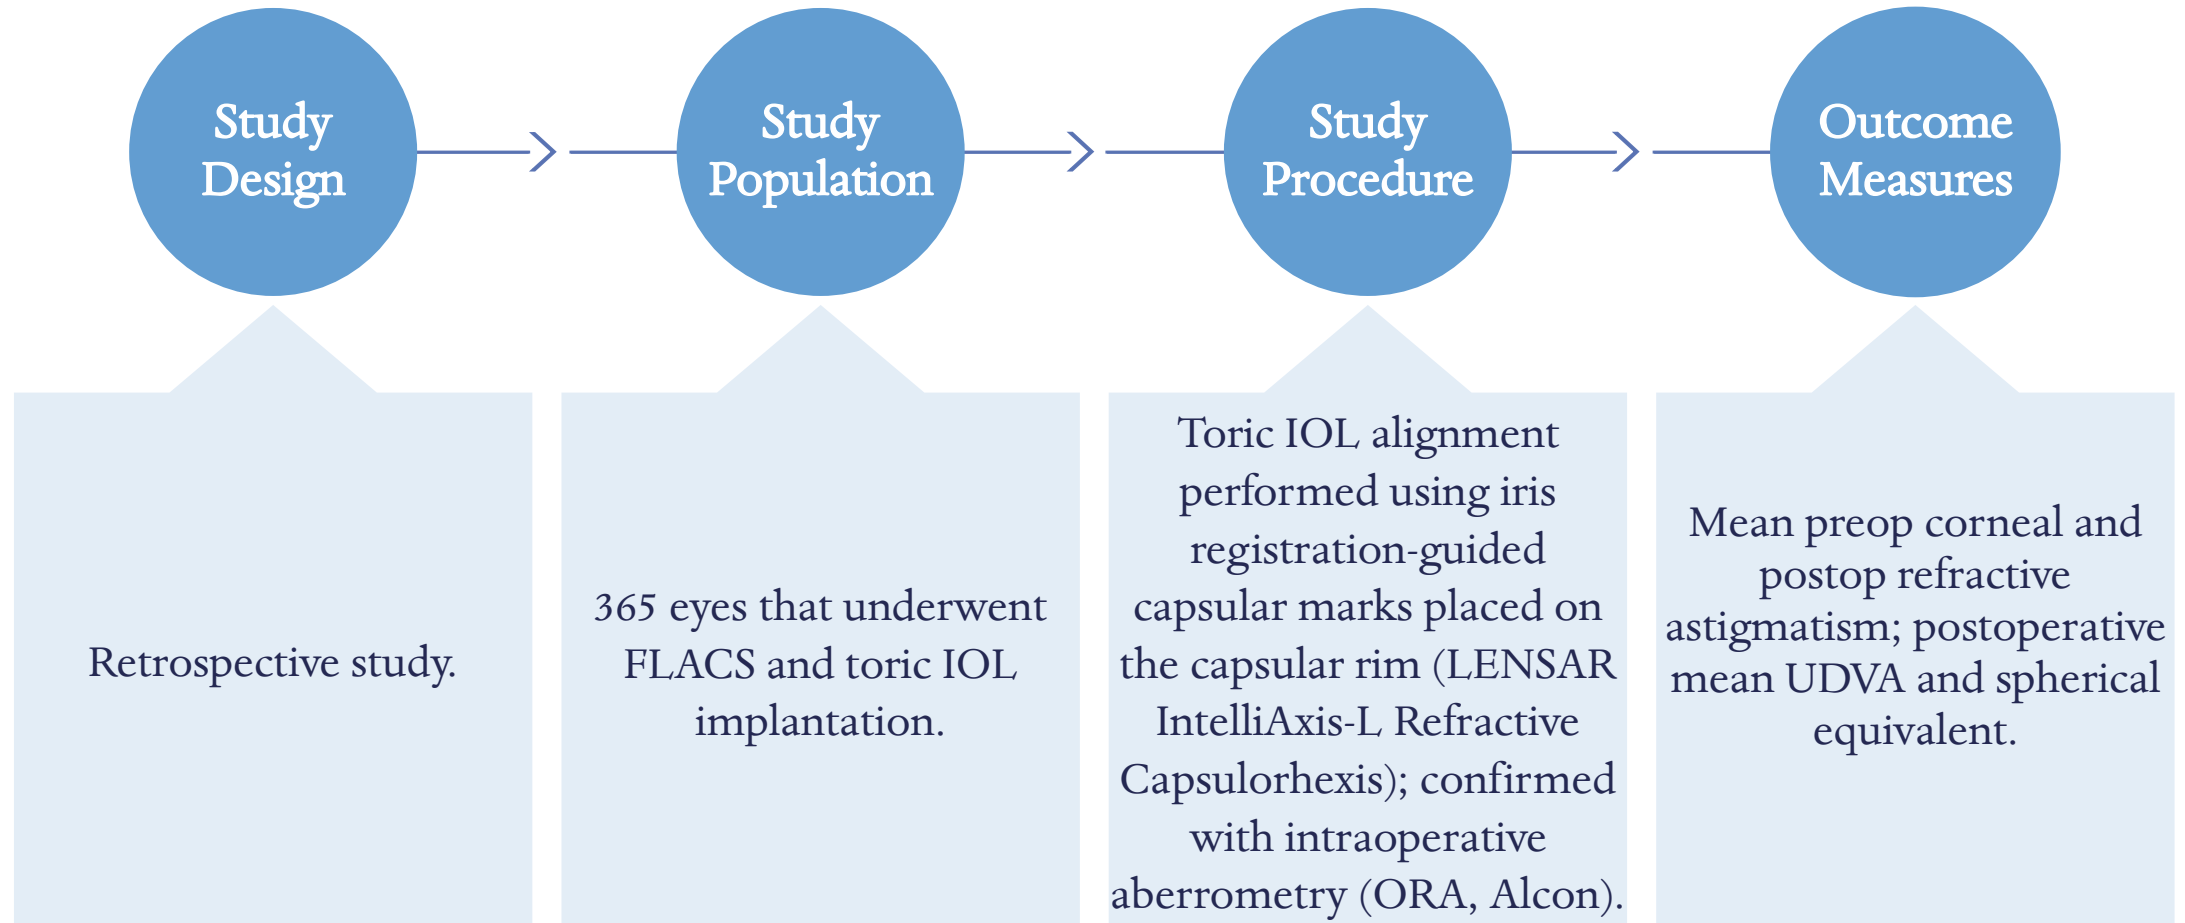 Study
Design
Study
Population
Study
Procedure
Outcome
Measures
Retrospective study.
365 eyes that underwent
FLACS and toric IOL
implantation.
Toric IOL alignment
performed using iris
registration-guided
capsular marks placed on
the capsular rim (LENSAR
IntelliAxis-L Refractive
Capsulorhexis); confirmed
with intraoperative
aberrometry (ORA, Alcon).
Mean preop corneal and
postop refractive
astigmatism; postoperative
mean UDVA and spherical
equivalent.